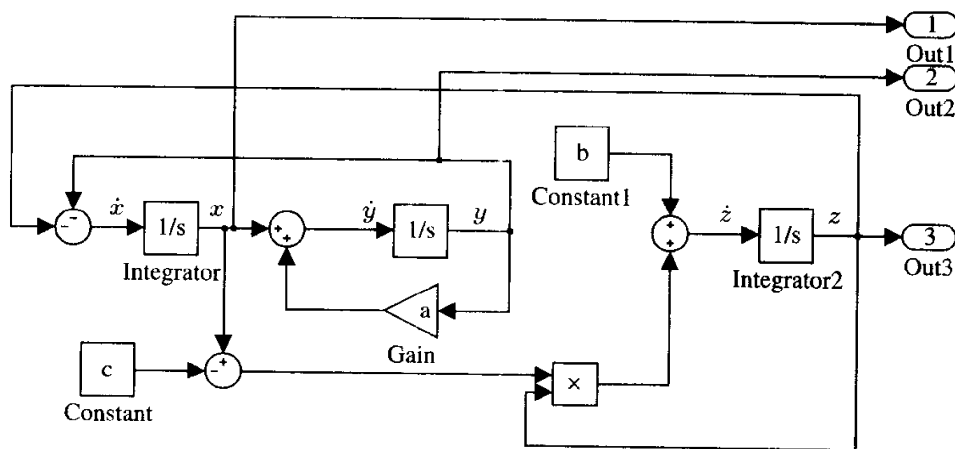 1
Out1
2
Out2
b
Constant1
-
-
ẋ
1/s
x
Integrator
+
+
ẏ
1/s
y
+
+
ż
1/s
z
Integrator2
3
Out3
a
Gain
c
Constant
+
-
×